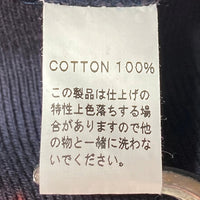 COTTON 100%
この製品は仕上げの
特性上色落ちする場
合がありますので他
の物と一緒に洗わな
いでください。